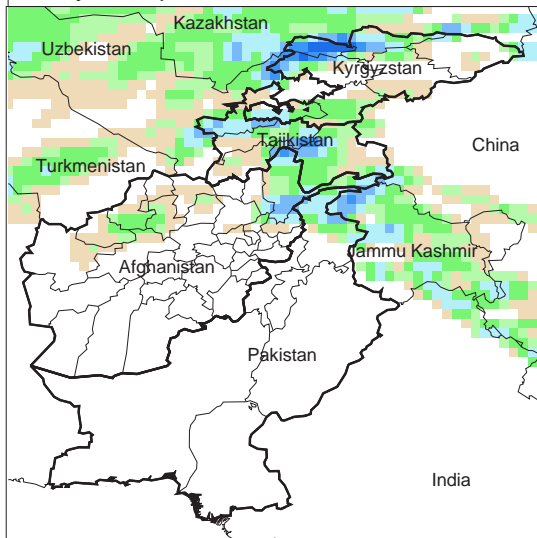 Kazakhstan
Uzbekistan
Kyrgyzstan
Tajikistan
China
Turkmenistan
Jammu Kashmir
Afghanistan
Pakistan
India